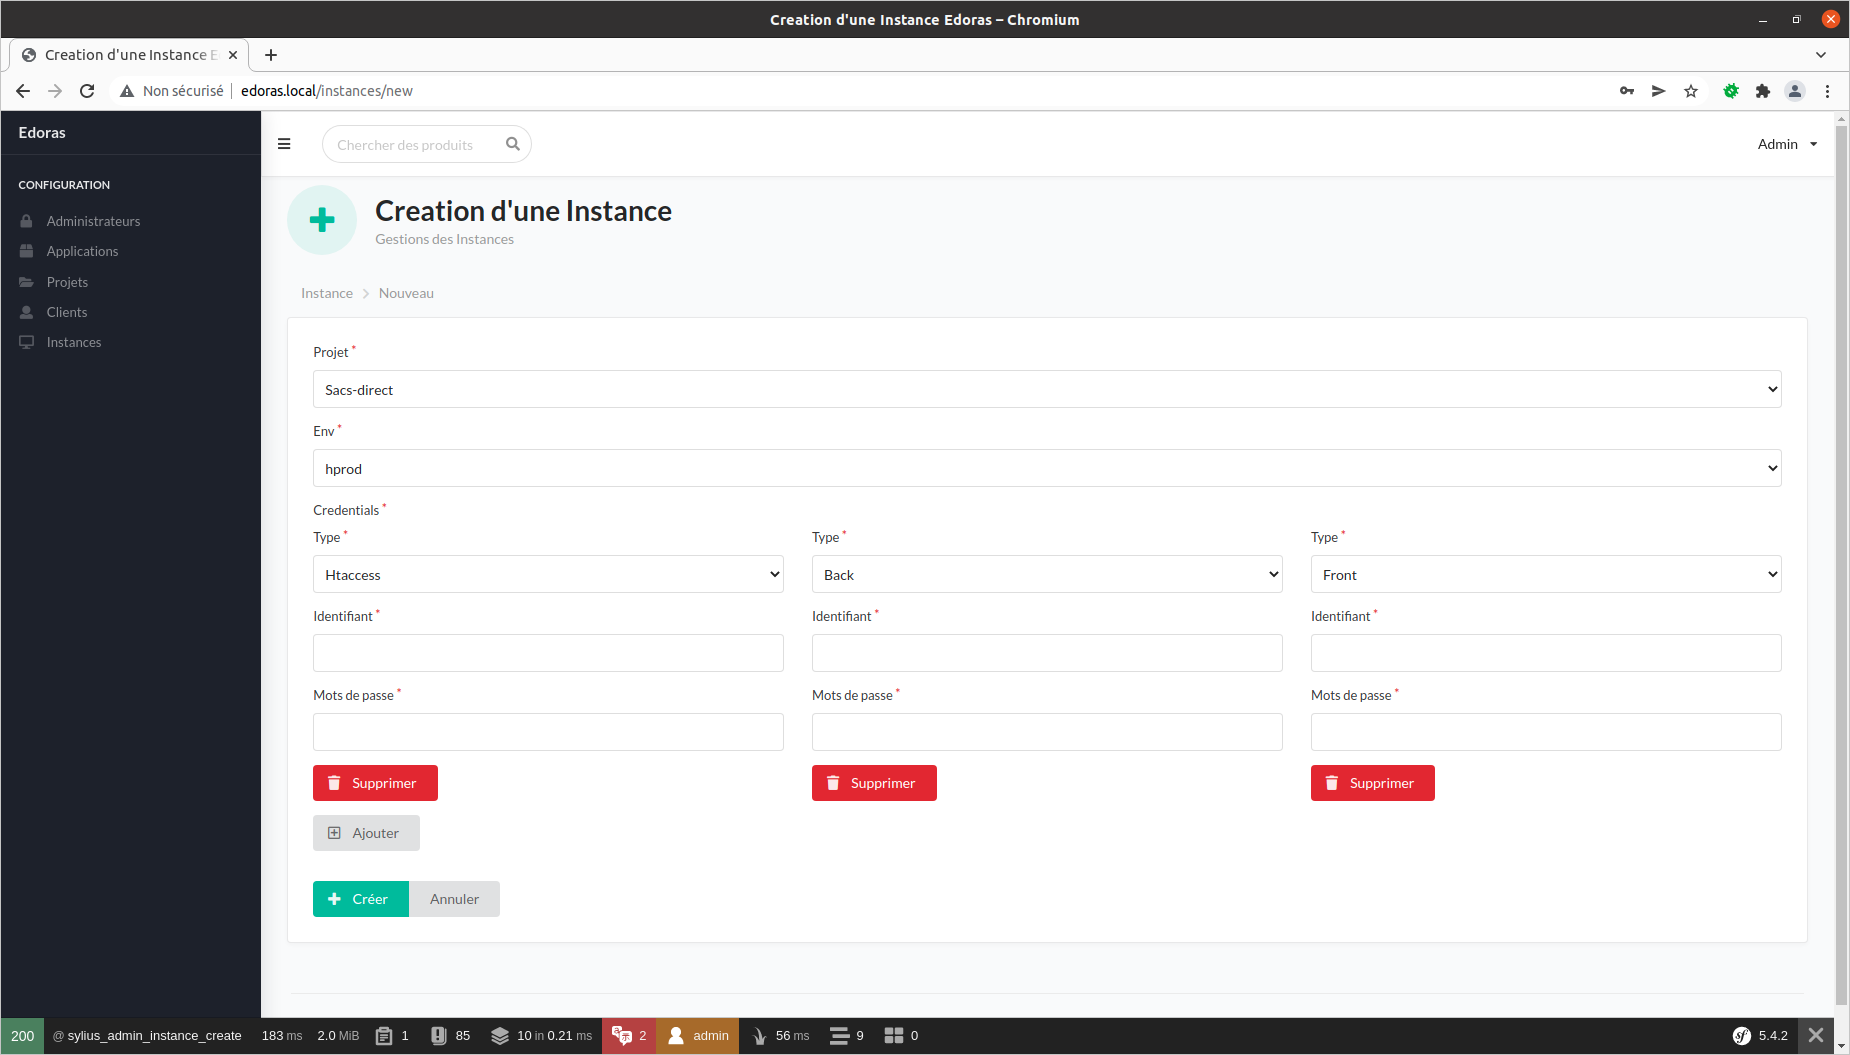 Creation d'une Instance Edoras – Chromium
Creation d'une Instance E
Non sécurisé edoras.local/instances/new
Edoras
Chercher des produits
Admin
CONFIGURATION
Administrateurs
Applications
Projets
Clients
Instances
Creation d'une Instance
Gestions des Instances
Instance Nouveau
Projet *
Sacs-direct
Env *
hprod
Credentials *
Type * Type * Type *
Htaccess Back Front
Identifiant * Identifiant * Identifiant *
Mots de passe * Mots de passe * Mots de passe *
Supprimer Supprimer Supprimer
Ajouter
Créer Annuler
200 @ sylius_admin_instance_create 183 ms 2.0 MiB 1 85 10 in 0.21 ms 2 admin 56 ms 9 0 sf 5.4.2